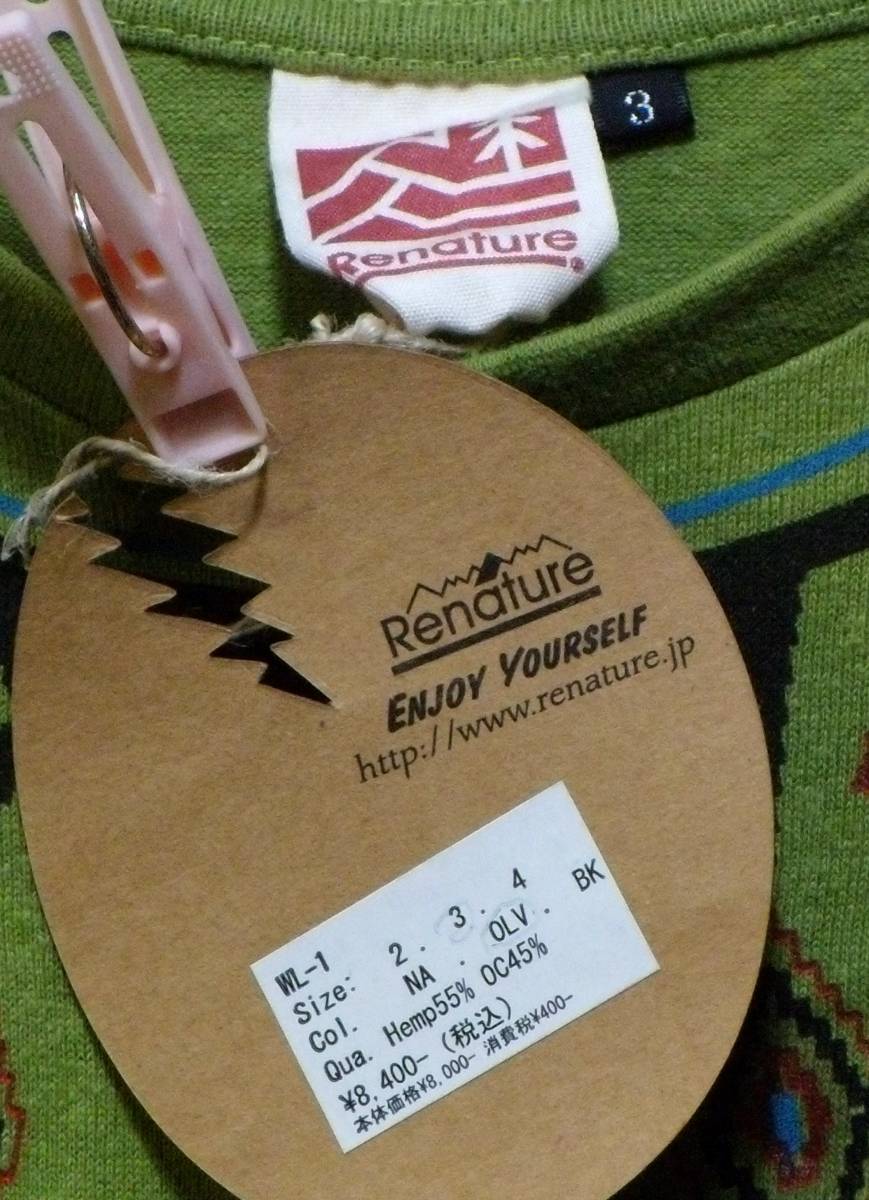 3
Renature
Renature
ENJOY YOURSELF
http://www.renature.jp
WL-1
Size: 2. 3. 4
Col. NA . OLV. BK
Qua. Hemp55% OC45%
¥8,400- (税込)
本体価格¥8,000- 消費税¥400-